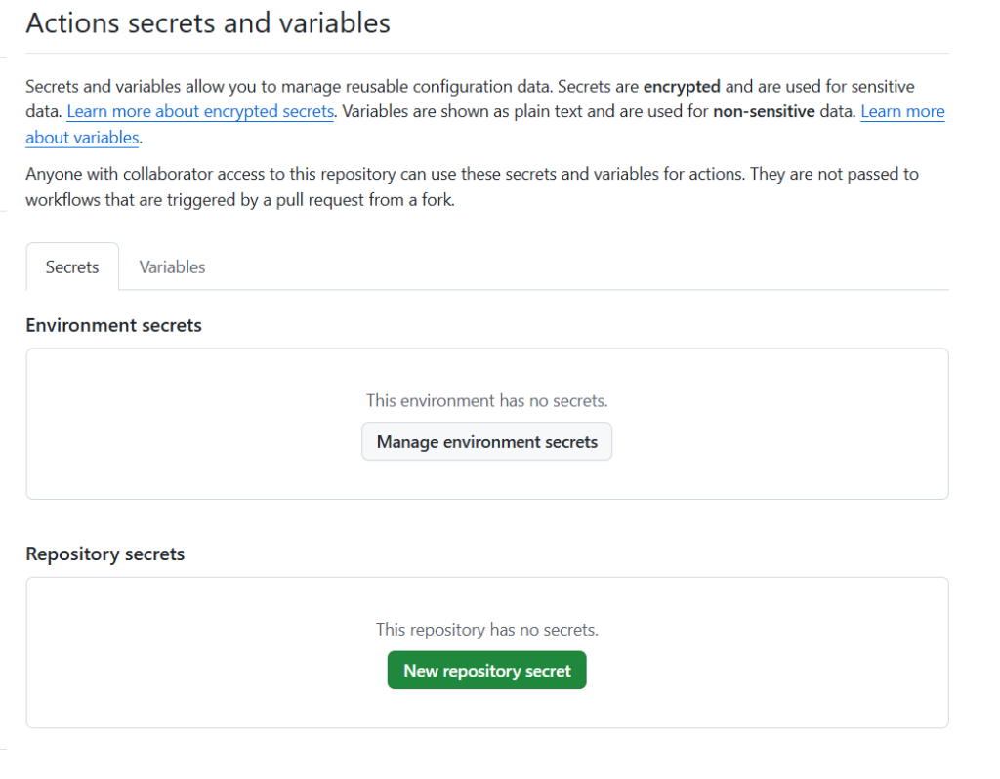 Actions secrets and variables
Secrets and variables allow you to manage reusable configuration data. Secrets are encrypted and are used for sensitive
data. Learn more about encrypted secrets. Variables are shown as plain text and are used for non-sensitive data. Learn more
about variables.
Anyone with collaborator access to this repository can use these secrets and variables for actions. They are not passed to
workflows that are triggered by a pull request from a fork.
Secrets Variables
Environment secrets
This environment has no secrets.
Manage environment secrets
Repository secrets
This repository has no secrets.
New repository secret